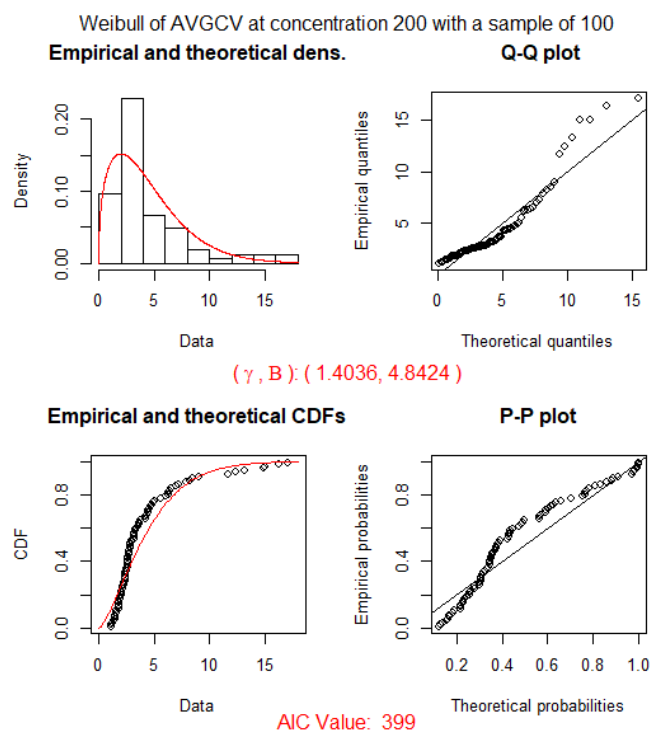 Weibull of AVGCV at concentration 200 with a sample of 100
Empirical and theoretical dens.
Density
0.00 0.10 0.20
0 5 10 15
Data
Q-Q plot
Empirical quantiles
5 10 15
0 5 10 15
Theoretical quantiles
( γ , B ): ( 1.4036, 4.8424 )
Empirical and theoretical CDFs
CDF
0.0 0.4 0.8
0 5 10 15
Data
P-P plot
Empirical probabilities
0.0 0.4 0.8
0.2 0.4 0.6 0.8 1.0
Theoretical probabilities
AIC Value: 399